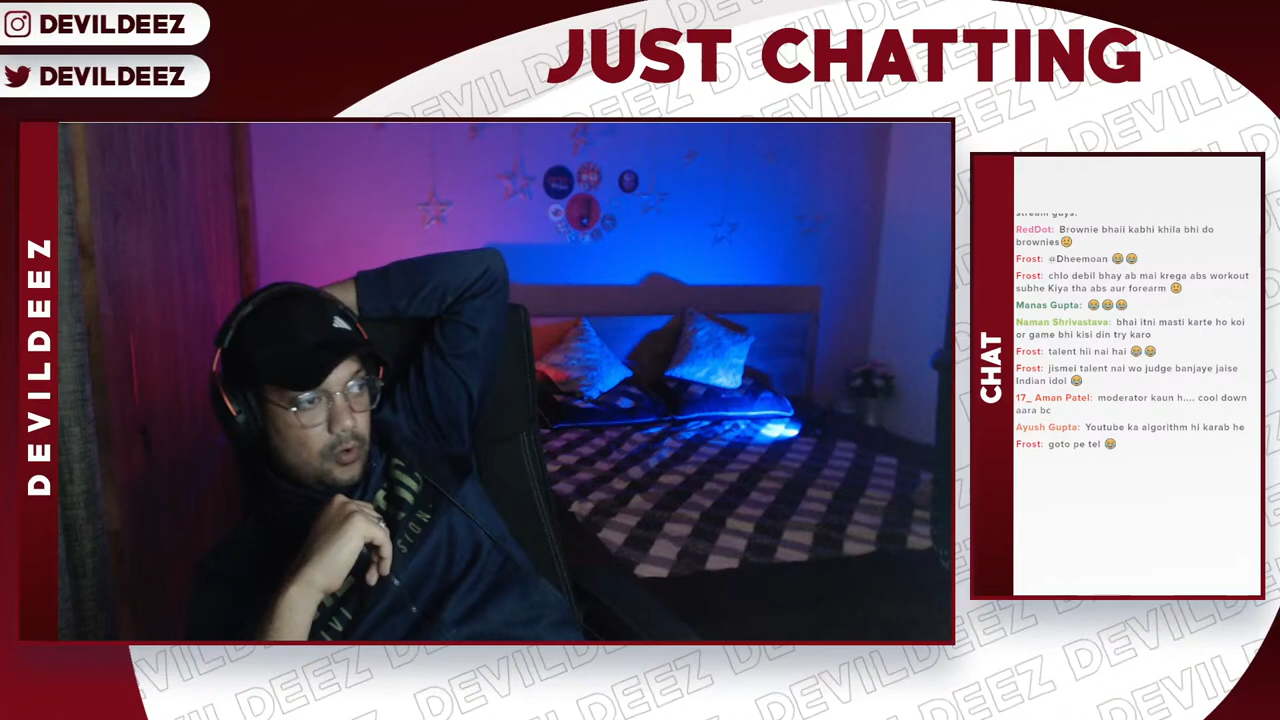 DEVILDEEZ
DEVILDEEZ
JUST CHATTING
DEVILDEEZ
CHAT
stream guys.
RedDot: Brownie bhaii kabhi khila bhi do
brownies
Frost: @Dheemoan
Frost: chlo debil bhay ab mai krega abs workout
subhe Kiya tha abs aur forearm
Manas Gupta:
Naman Shrivastava: bhai itni masti karte ho koi
or game bhi kisi din try karo
Frost: talent hii nai hai
Frost: jismei talent nai wo judge banjaye jaise
Indian idol
17_ Aman Patel: moderator kaun h.... cool down
aara bc
Ayush Gupta: Youtube ka algorithm hi karab he
Frost: goto pe tel
SION.